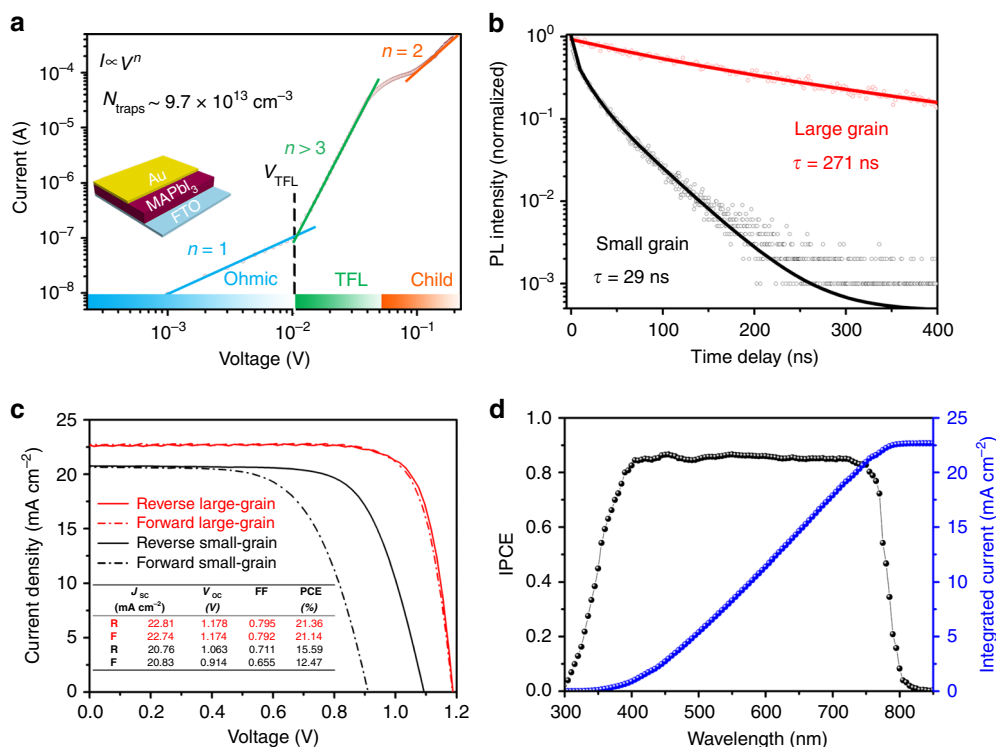 a
I ∝ Vⁿ
N_traps ~ 9.7 × 10¹³ cm⁻³
n = 2
n > 3
V_TFL
n = 1
Au
MAPbI₃
FTO
Ohmic
TFL
Child
10⁻⁴
10⁻⁵
10⁻⁶
10⁻⁷
10⁻⁸
Current (A)
10⁻³
10⁻²
10⁻¹
Voltage (V)
b
10⁰
10⁻¹
10⁻²
10⁻³
PL intensity (normalized)
Large grain
τ = 271 ns
Small grain
τ = 29 ns
0
100
200
300
400
Time delay (ns)
c
25
20
15
10
5
0
Current density (mA cm⁻²)
Reverse large-grain
Forward large-grain
Reverse small-grain
Forward small-grain
J_SC V_OC FF PCE
(mA cm⁻²) (V) (%)
R 22.81 1.178 0.795 21.36
F 22.74 1.174 0.792 21.14
R 20.76 1.063 0.711 15.59
F 20.83 0.914 0.655 12.47
0.0 0.2 0.4 0.6 0.8 1.0 1.2
Voltage (V)
d
1.0
0.8
0.6
0.4
0.2
0.0
IPCE
25
20
15
10
5
0
Integrated current (mA cm⁻²)
300 400 500 600 700 800
Wavelength (nm)